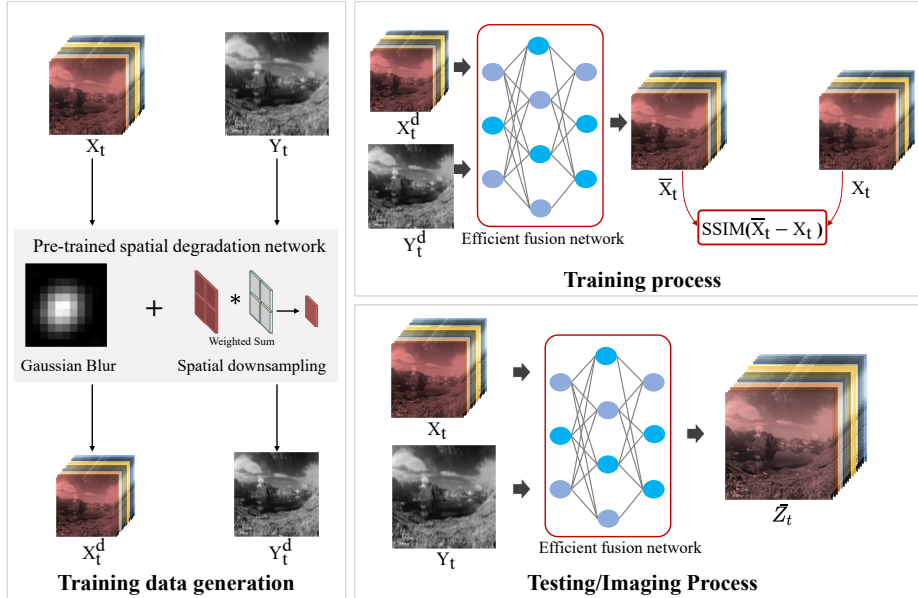 X_t
Y_t
Pre-trained spatial degradation network
+
*
Weighted Sum
Gaussian Blur
Spatial downsampling
X_t^d
Y_t^d
Training data generation
X_t^d
Y_t^d
Efficient fusion network
X̅_t
X_t
SSIM(X̅_t − X_t)
Training process
X_t
Y_t
Efficient fusion network
Z̄_t
Testing/Imaging Process